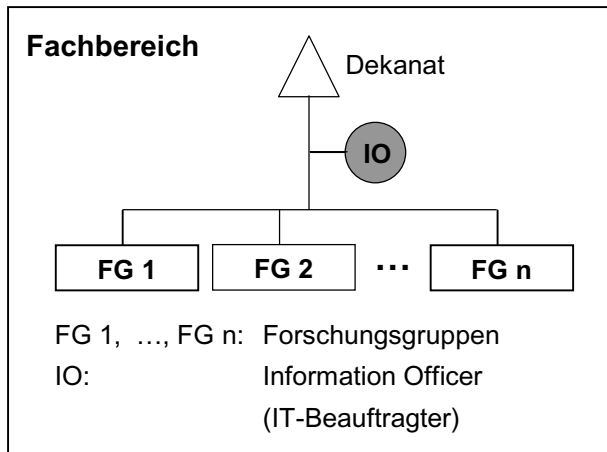 Fachbereich
Dekanat
IO
FG 1 FG 2 ... FG n
FG 1, ..., FG n: Forschungsgruppen
IO: Information Officer
(IT-Beauftragter)